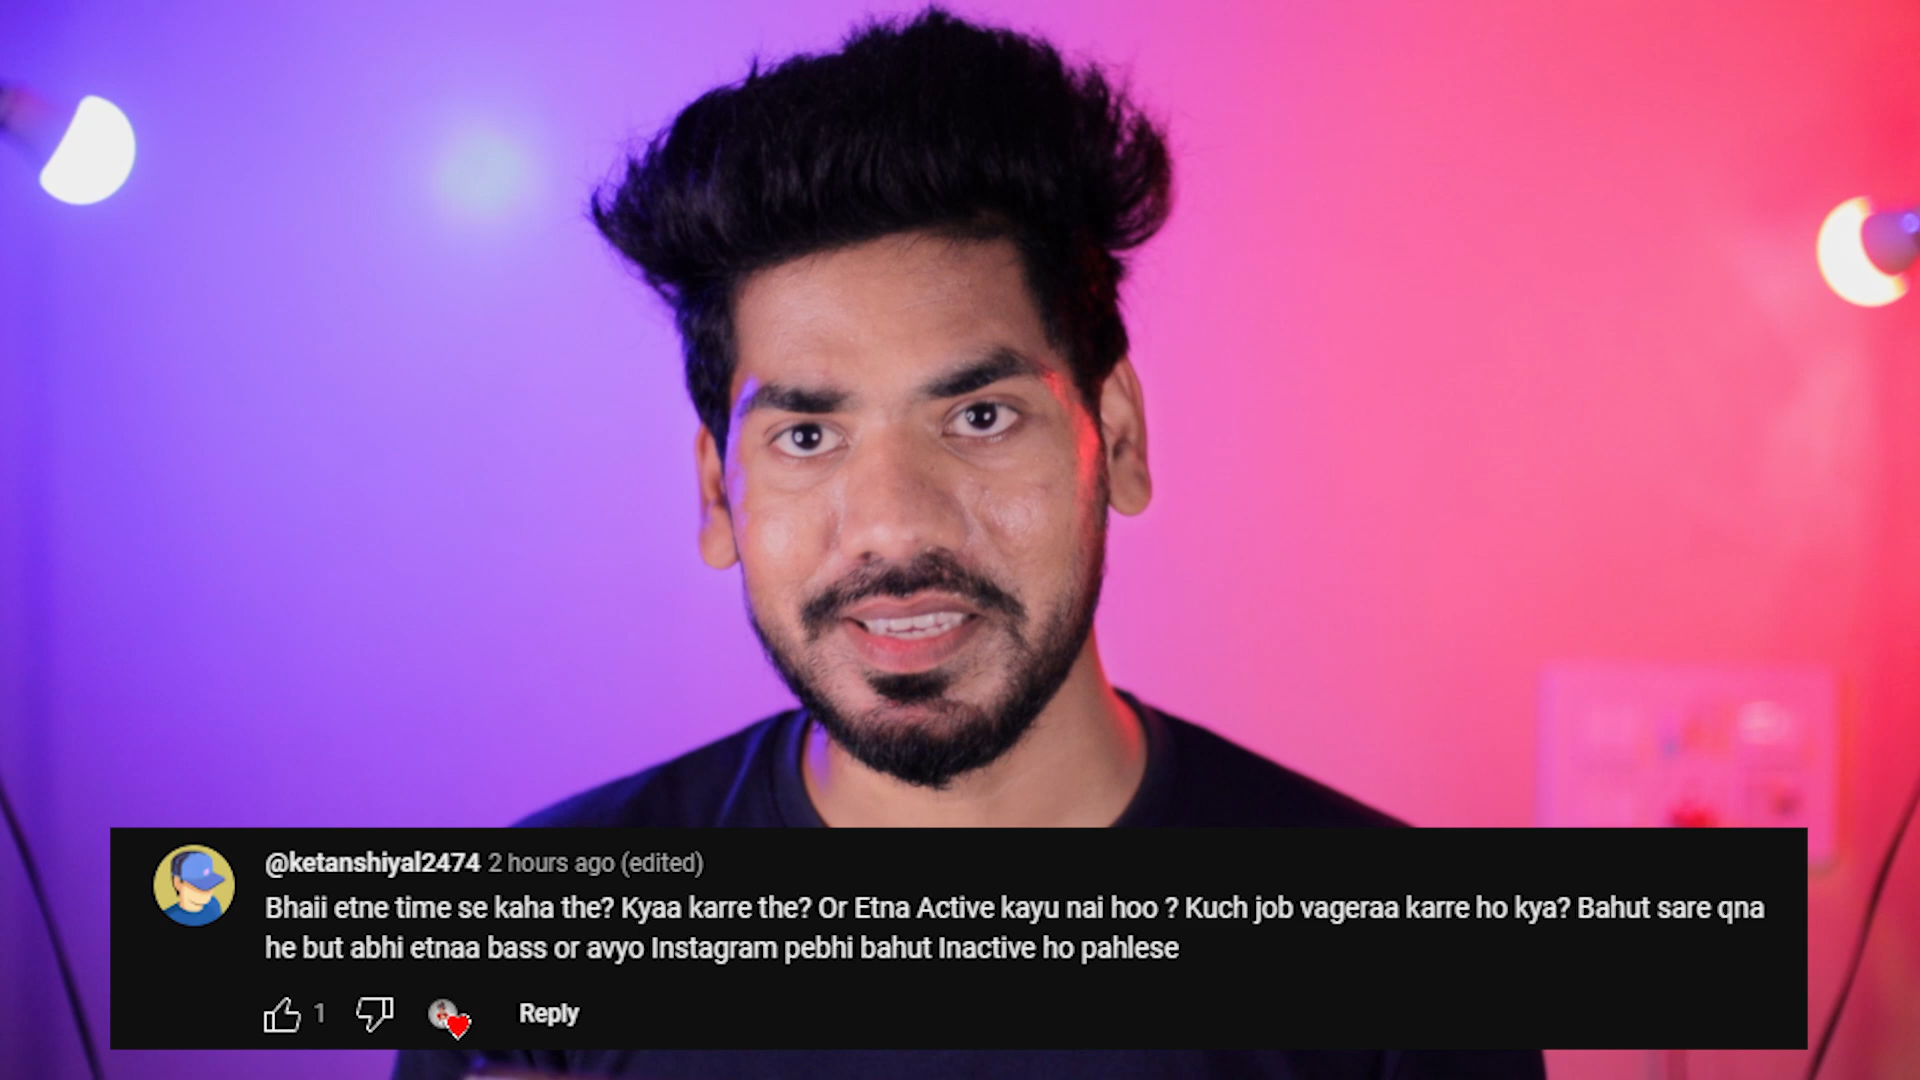 @ketanshiyal2474 2 hours ago (edited)
Bhaii etne time se kaha the? Kyaa karre the? Or Etna Active kayu nai hoo ? Kuch job vageraa karre ho kya? Bahut sare qna
he but abhi etnaa bass or avyo Instagram pebhi bahut Inactive ho pahlese
1
Reply